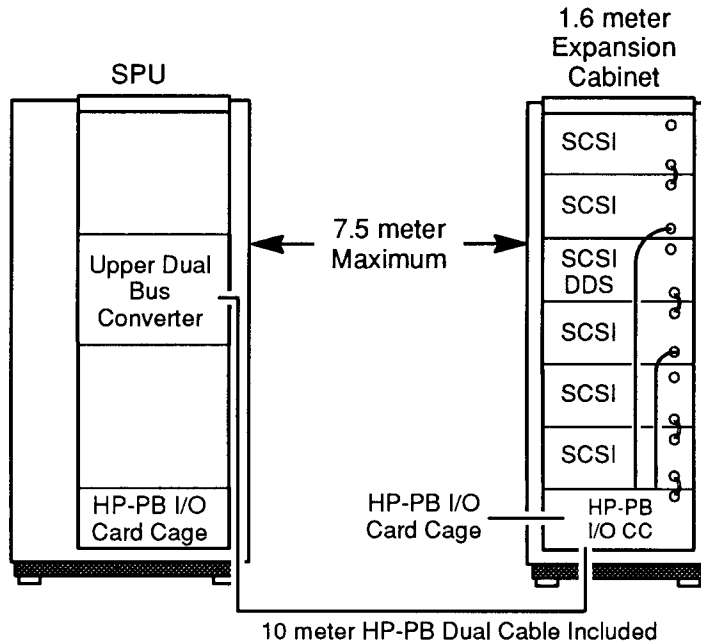 SPU
1.6 meter
Expansion
Cabinet
SCSI
SCSI
SCSI
DDS
SCSI
SCSI
SCSI
HP-PB
I/O CC
7.5 meter
Maximum
Upper Dual
Bus
Converter
HP-PB I/O
Card Cage
HP-PB I/O
Card Cage
10 meter HP-PB Dual Cable Included